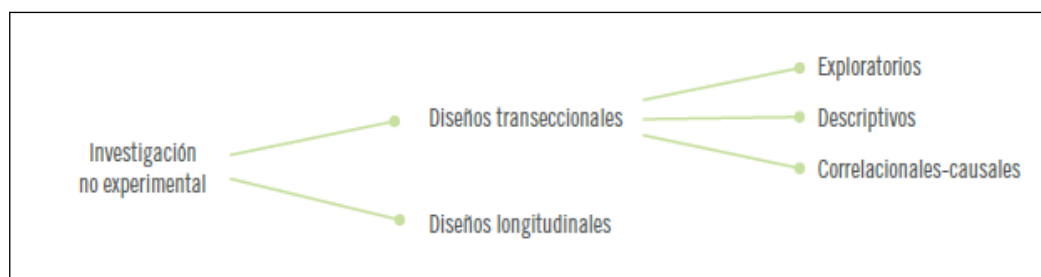 Investigación
no experimental
Diseños transeccionales
Exploratorios
Descriptivos
Correlacionales-causales
Diseños longitudinales